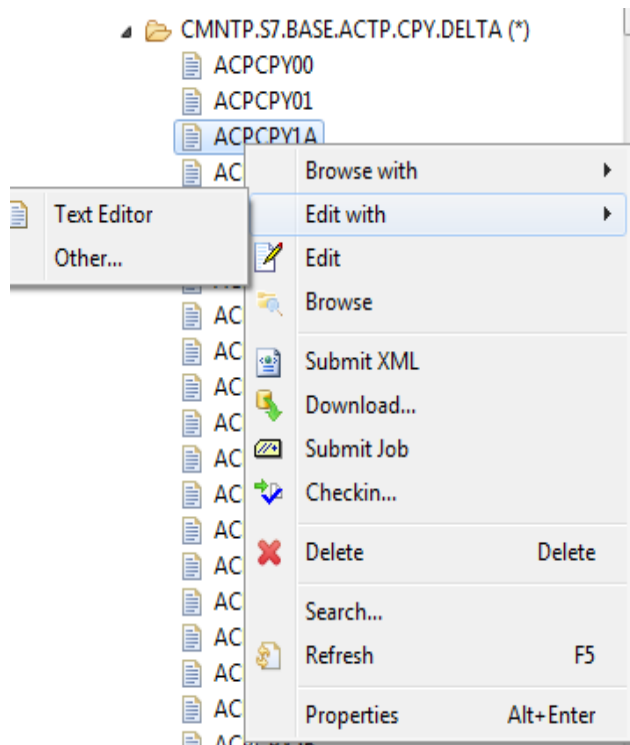 CMNTP.S7.BASE.ACTP.CPY.DELTA (*)
ACPCPY00
ACPCPY01
ACPCPY1A
AC
Browse with
Text Editor
Edit with
Other...
Edit
AC
Browse
AC
Submit XML
AC
Download...
AC
AC
Submit Job
AC
Checkin...
AC
AC
Delete Delete
AC
Search...
AC
Refresh F5
AC
AC
Properties Alt+Enter